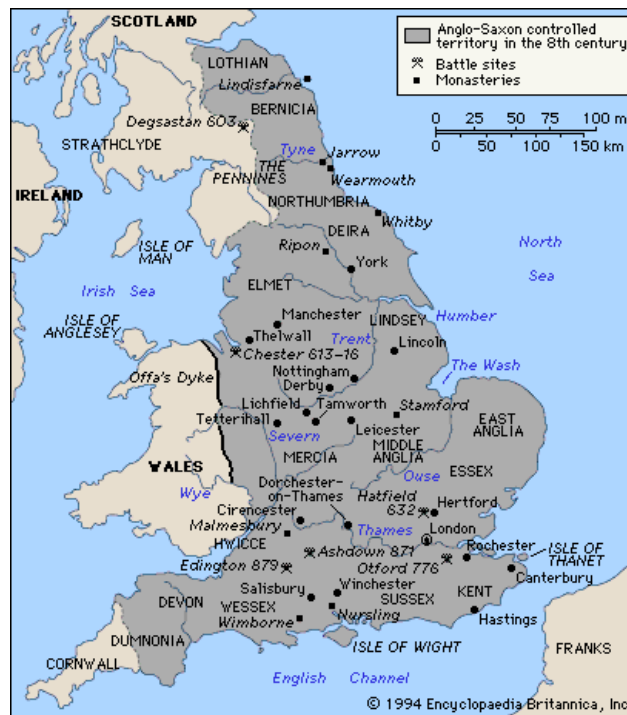 SCOTLAND
Anglo-Saxon controlled
territory in the 8th century
Battle sites
Monasteries
0 25 50 75 100 mi
0 50 100 150 km
LOTHIAN
Lindisfarne
BERNICIA
Degsastan 603
STRATHCLYDE
Tyne
Jarrow
THE
PENNINES
Wearmouth
IRELAND
NORTHUMBRIA
Whitby
DEIRA
ISLE OF
MAN
Ripon
York
North
Sea
ELMET
Irish Sea
Manchester
LINDSEY
Humber
ISLE OF
ANGLESEY
Thelwall
Trent
Chester 613-16
Lincoln
The Wash
Offa's Dyke
Nottingham
Derby
Lichfield
Tamworth
Stamford
EAST
ANGLIA
Tetterihall
Severn
Leicester
MERCIA
MIDDLE
ANGLIA
WALES
Wye
Ouse
ESSEX
Dorchester-
on-Thames
Hatfield
632
Hertford
Cirencester
Malmesbury
Thames
London
HWICCE
Ashdown 871
Rochester
ISLE OF
THANET
Edington 879
Otford 776
Canterbury
Salisbury
Winchester
KENT
DEVON
WESSEX
SUSSEX
Nursling
Hastings
Wimborne
DUMNONIA
CORNWALL
ISLE OF WIGHT
FRANKS
English Channel
© 1994 Encyclopaedia Britannica, Inc